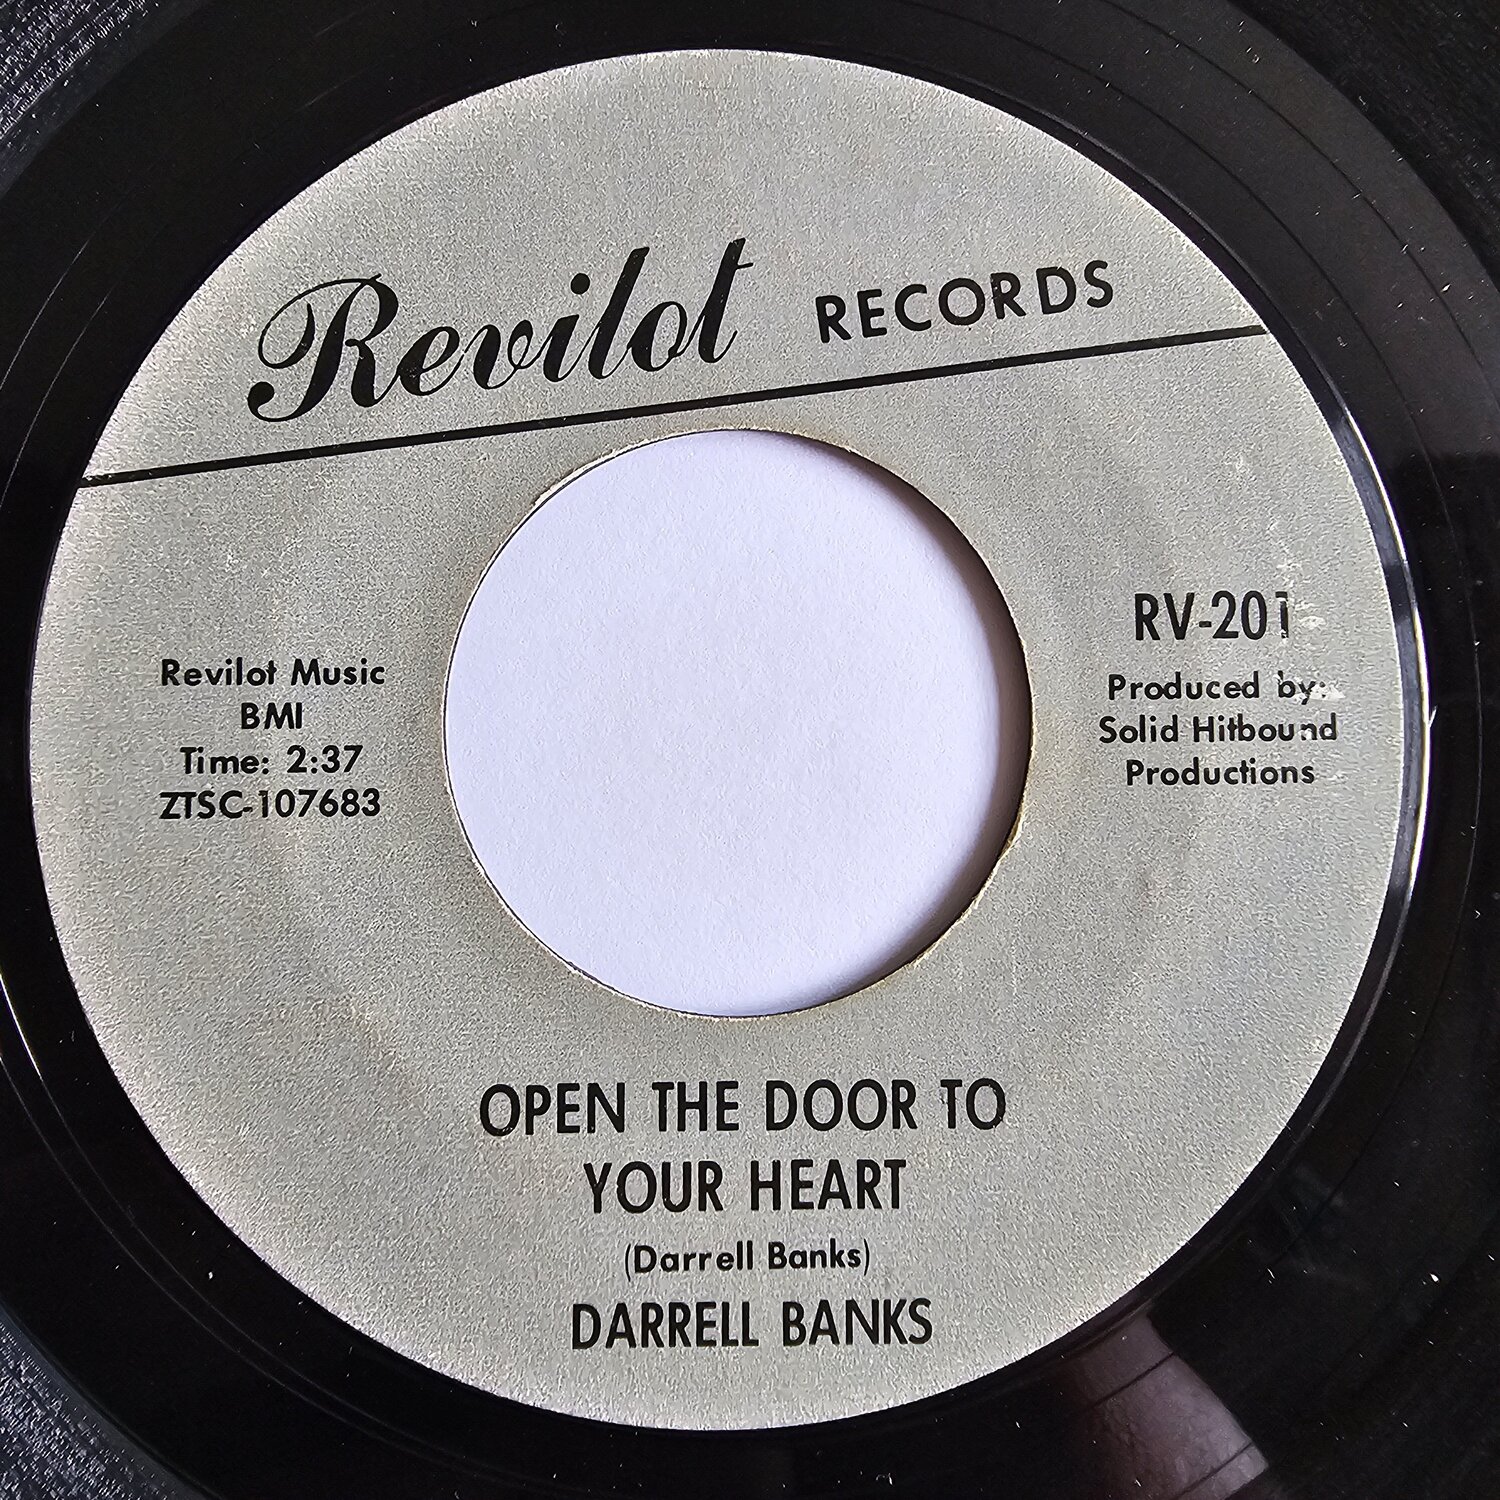 Revilot RECORDS
RV-201
Produced by:
Solid Hitbound
Productions
Revilot Music
BMI
Time: 2:37
ZTSC-107683
OPEN THE DOOR TO
YOUR HEART
(Darrell Banks)
DARRELL BANKS